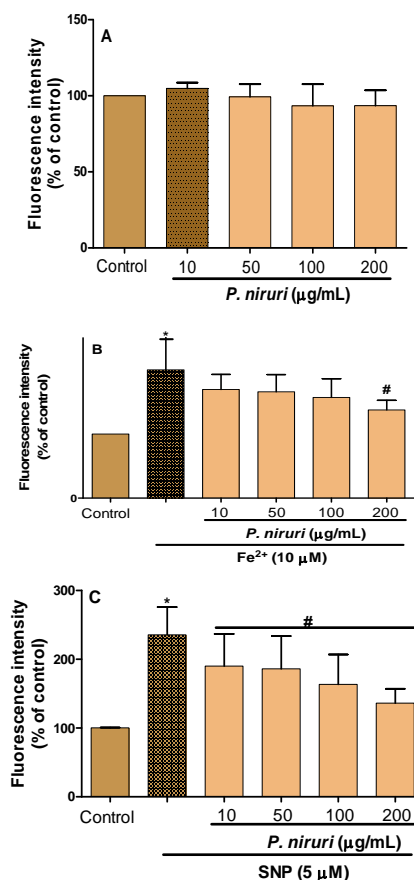 A
Fluorescence intensity
(% of control)
150
100
50
0
Control
10
50
100
200
P. niruri (μg/mL)
B
Fluorescence intensity
(% of control)
0
*
#
Control
10
50
100
200
P. niruri (μg/mL)
Fe²⁺ (10 μM)
C
Fluorescence intensity
(% of control)
300
200
100
0
*
#
Control
10
50
100
200
P. niruri (μg/mL)
SNP (5 μM)